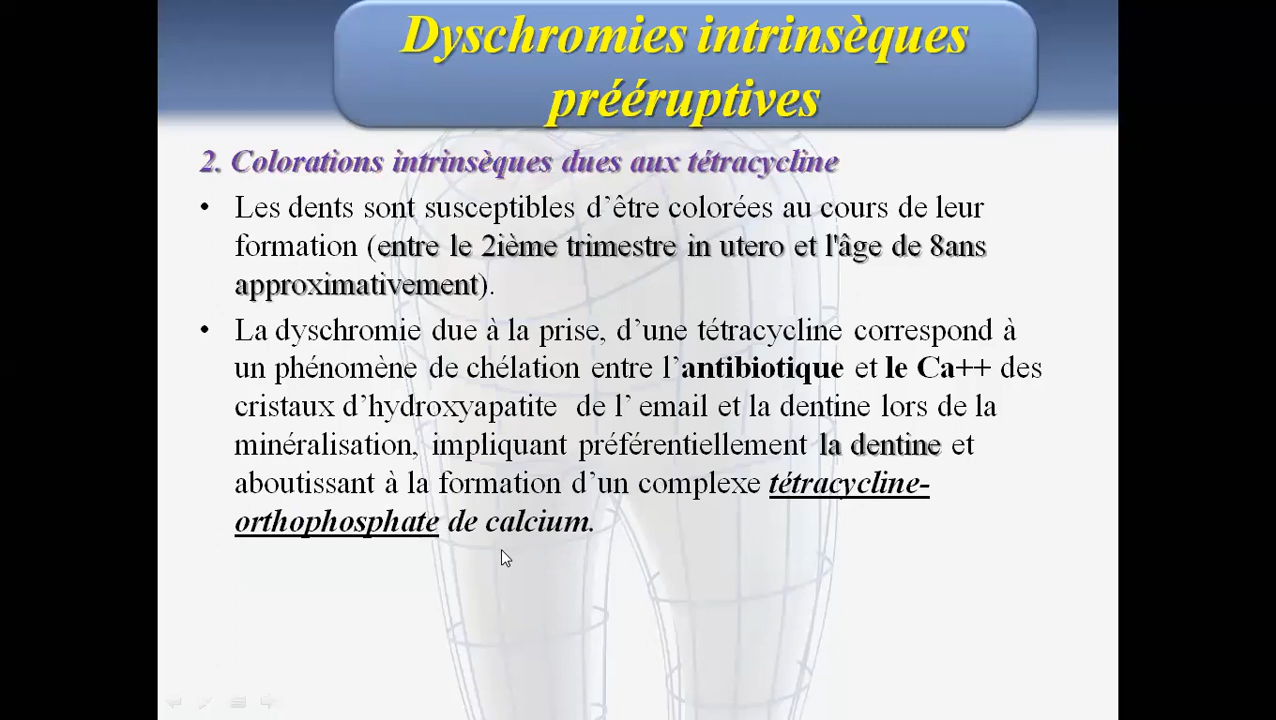 Dyschromies intrinsèques
prééruptives
2. Colorations intrinsèques dues aux tétracycline
• Les dents sont susceptibles d’être colorées au cours de leur
formation (entre le 2ième trimestre in utero et l'âge de 8ans
approximativement).
• La dyschromie due à la prise, d’une tétracycline correspond à
un phénomène de chélation entre l’antibiotique et le Ca++ des
cristaux d’hydroxyapatite de l’ email et la dentine lors de la
minéralisation, impliquant préférentiellement la dentine et
aboutissant à la formation d’un complexe tétracycline-
orthophosphate de calcium.